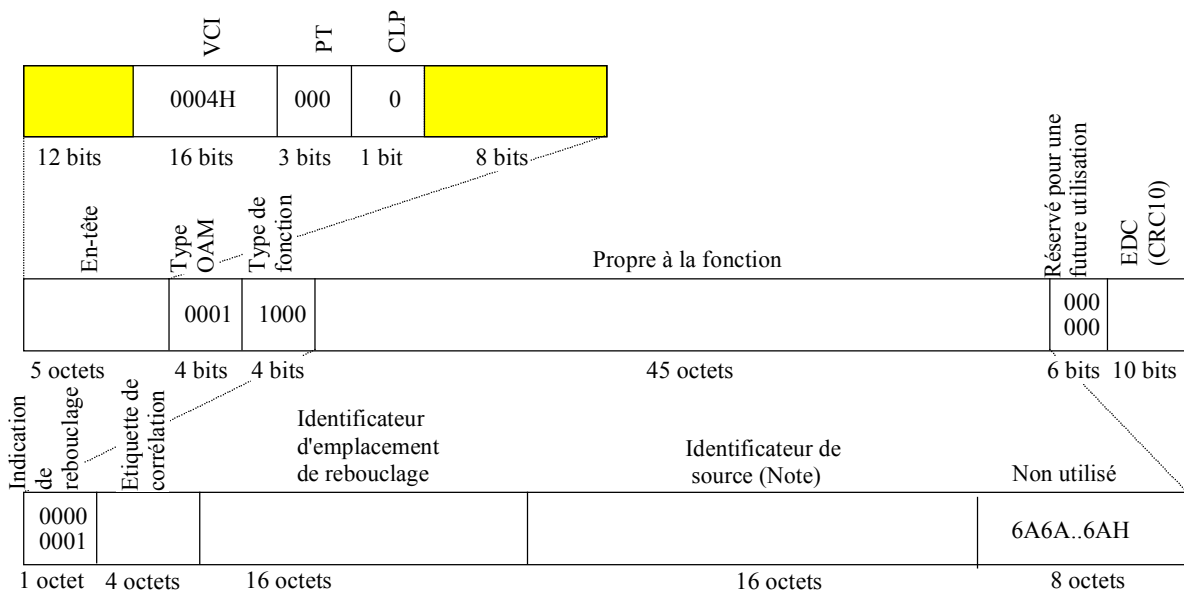 VCI PT CLP
0004H 000 0
12 bits 16 bits 3 bits 1 bit 8 bits
En-tête
Type
OAM
Type de
fonction
Propre à la fonction
Réservé pour une
future utilisation
EDC
(CRC10)
0001 1000
000
000
5 octets 4 bits 4 bits 45 octets 6 bits 10 bits
Indication
de
rebouclage
Etiquette de
corrélation
Identificateur
d'emplacement
de rebouclage
Identificateur de
source (Note)
Non utilisé
0000
0001
6A6A..6AH
1 octet 4 octets 16 octets 16 octets 8 octets